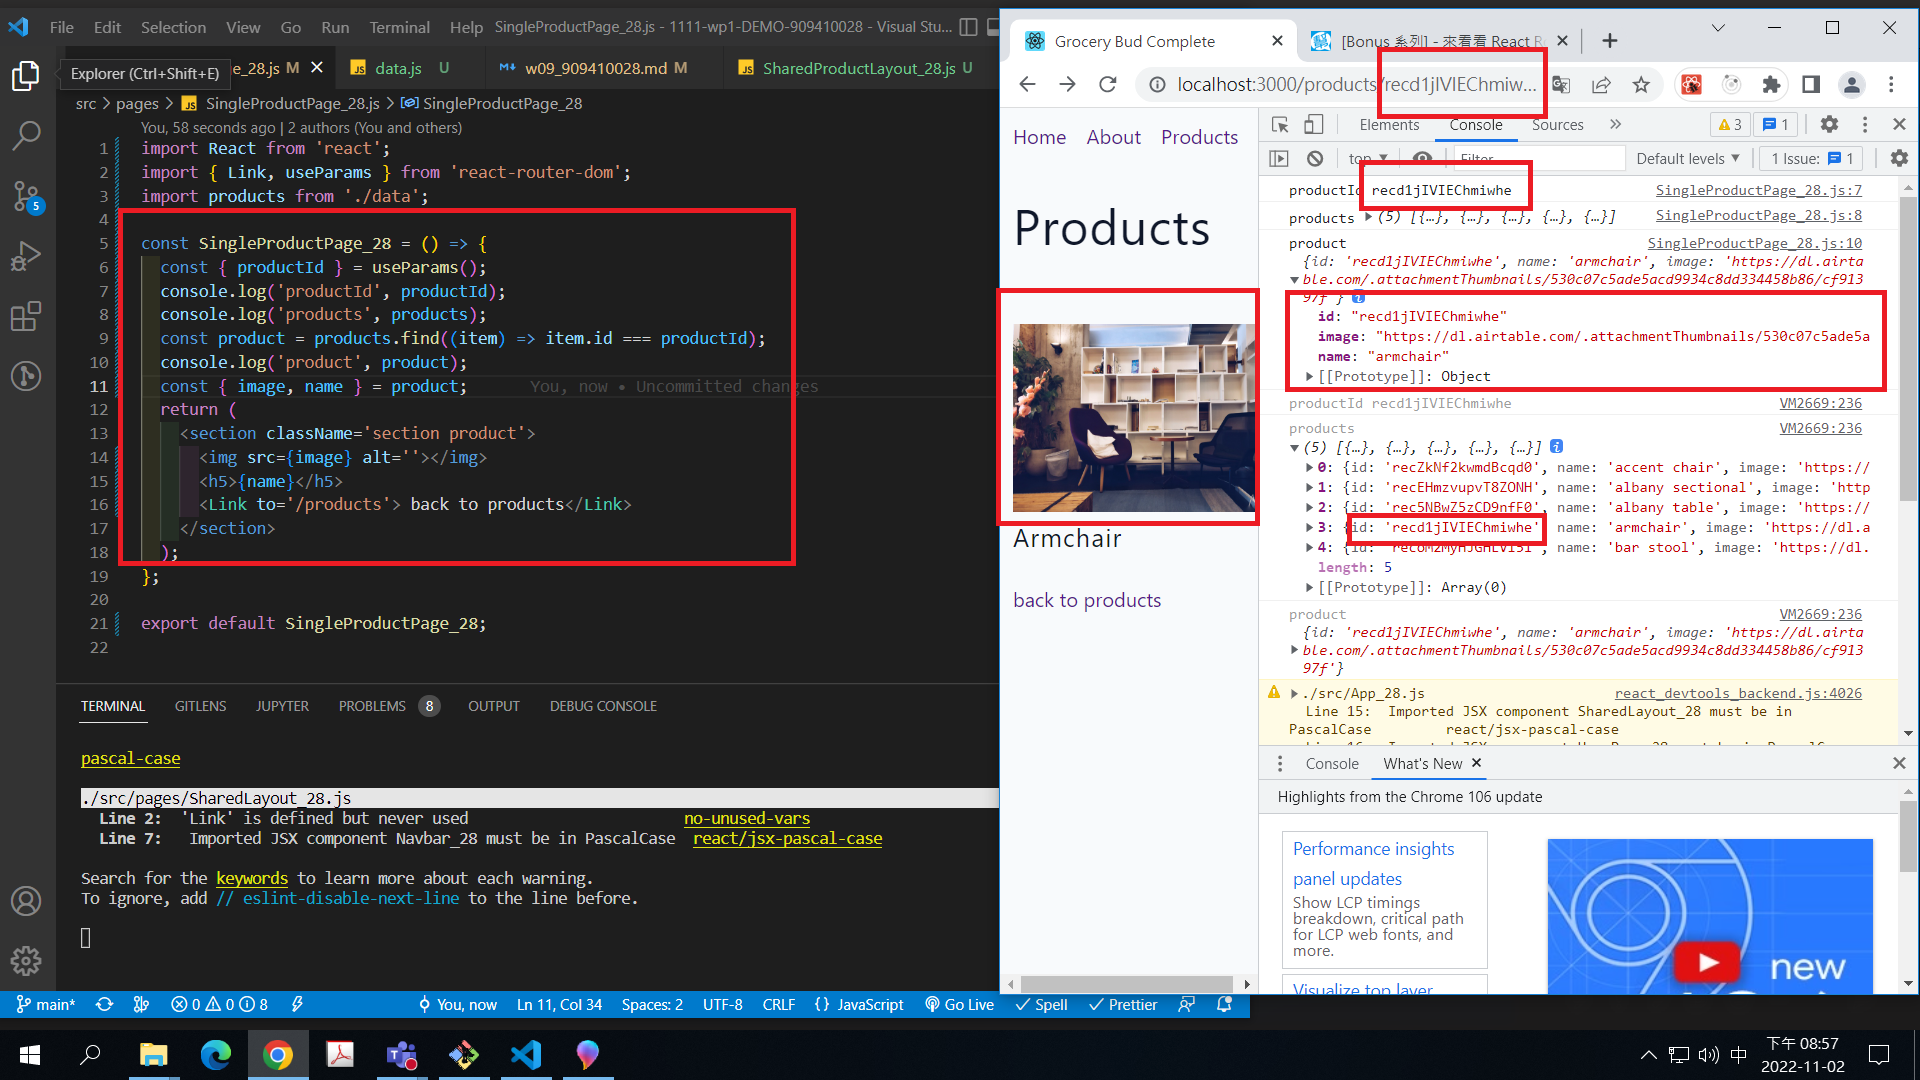 File Edit Selection View Go Run Terminal Help SingleProductPage_28.js - 1111-wp1-DEMO-909410028 - Visual Stu...
Explorer (Ctrl+Shift+E)
e_28.js M
data.js U
w09_909410028.md M
SharedProductLayout_28.js U
src > pages > JS SingleProductPage_28.js > SingleProductPage_28
You, 58 seconds ago | 2 authors (You and others)
1 import React from 'react';
2 import { Link, useParams } from 'react-router-dom';
3 import products from './data';
4
5 const SingleProductPage_28 = () => {
6 const { productId } = useParams();
7 console.log('productId', productId);
8 console.log('products', products);
9 const product = products.find((item) => item.id === productId);
10 console.log('product', product);
11 const { image, name } = product; You, now • Uncommitted changes
12 return (
13 <section className='section product'>
14 <img src={image} alt=''></img>
15 <h5>{name}</h5>
16 <Link to='/products'> back to products</Link>
17 </section>
18 );
19 };
20
21 export default SingleProductPage_28;
22
5
TERMINAL GITLENS JUPYTER PROBLEMS 8 OUTPUT DEBUG CONSOLE
pascal-case
./src/pages/SharedLayout_28.js
Line 2: 'Link' is defined but never used no-unused-vars
Line 7: Imported JSX component Navbar_28 must be in PascalCase react/jsx-pascal-case
Search for the keywords to learn more about each warning.
To ignore, add // eslint-disable-next-line to the line before.
main* 0 0 8 You, now Ln 11, Col 34 Spaces: 2 UTF-8 CRLF {} JavaScript Go Live Spell Prettier
Grocery Bud Complete
[Bonus 系列] - 來看看 React R
localhost:3000/products/recd1jIVIEChmiw...
Home About Products
Products
Armchair
back to products
Elements Console Sources » 3 1
top Filter Default levels 1 Issue: 1
productId recd1jIVIEChmiwhe SingleProductPage_28.js:7
products (5) [{…}, {…}, {…}, {…}, {…}] SingleProductPage_28.js:8
product SingleProductPage_28.js:10
{id: 'recd1jIVIEChmiwhe', name: 'armchair', image: 'https://dl.airta
ble.com/.attachmentThumbnails/530c07c5ade5acd9934c8dd334458b86/cf913
97f'}
id: "recd1jIVIEChmiwhe"
image: "https://dl.airtable.com/.attachmentThumbnails/530c07c5ade5a
name: "armchair"
[[Prototype]]: Object
productId recd1jIVIEChmiwhe VM2669:236
products VM2669:236
(5) [{…}, {…}, {…}, {…}, {…}]
0: {id: 'recZkNf2kwmdBcqd0', name: 'accent chair', image: 'https://
1: {id: 'recEHmzvupvT8ZONH', name: 'albany sectional', image: 'http
2: {id: 'rec5NBwZ5zCD9nfF0', name: 'albany table', image: 'https://
3: {id: 'recd1jIVIEChmiwhe', name: 'armchair', image: 'https://dl.a
4: {id: name: 'bar stool', image: 'https://dl.
length: 5
[[Prototype]]: Array(0)
product VM2669:236
{id: 'recd1jIVIEChmiwhe', name: 'armchair', image: 'https://dl.airta
ble.com/.attachmentThumbnails/530c07c5ade5acd9934c8dd334458b86/cf913
97f'}
./src/App_28.js react_devtools_backend.js:4026
Line 15: Imported JSX component SharedLayout_28 must be in
PascalCase react/jsx-pascal-case
Console What's New
Highlights from the Chrome 106 update
Performance insights
panel updates
Show LCP timings
breakdown, critical path
for LCP web fonts, and
more.
Visualize top layer
new
中
下午 08:57
2022-11-02